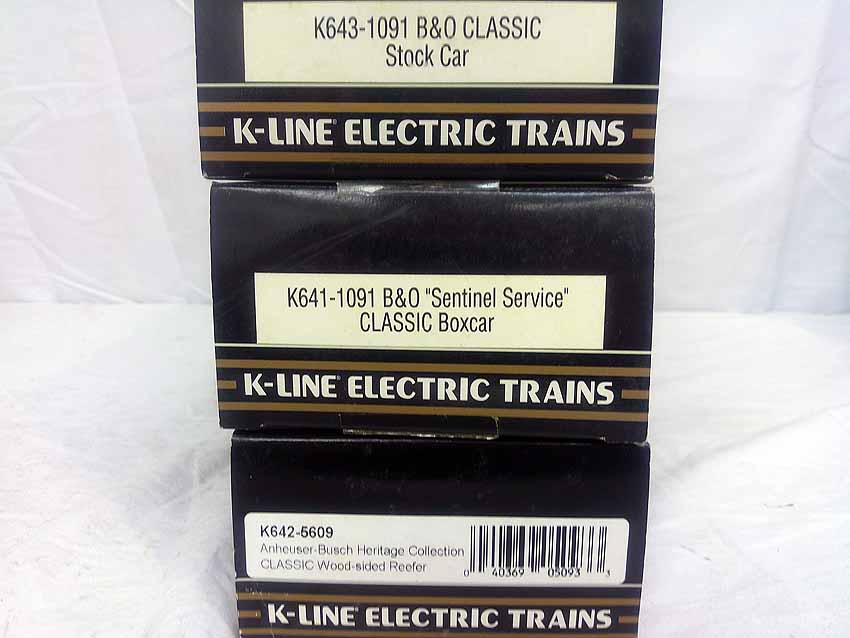 K643-1091 B&O CLASSIC
Stock Car
K-LINE ELECTRIC TRAINS
K641-1091 B&O "Sentinel Service"
CLASSIC Boxcar
K-LINE® ELECTRIC TRAINS
K642-5609
Anheuser-Busch Heritage Collection
CLASSIC Wood-sided Reefer
0 40369 05093 3
K-LINE® ELECTRIC TRAINS